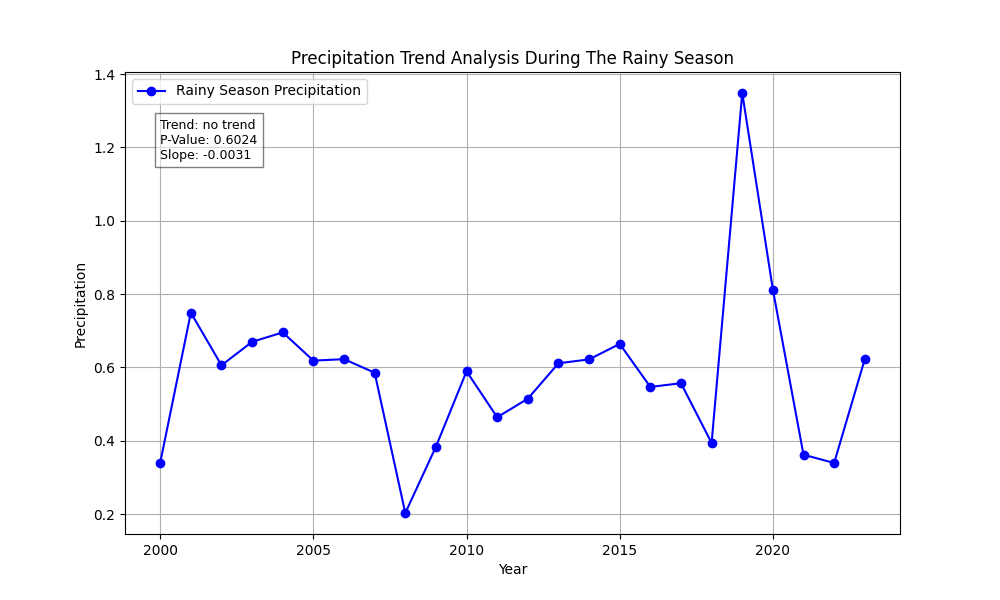 Precipitation Trend Analysis During The Rainy Season
Rainy Season Precipitation
Trend: no trend
P-Value: 0.6024
Slope: -0.0031
Precipitation
1.4
1.2
1.0
0.8
0.6
0.4
0.2
2000
2005
2010
2015
2020
Year